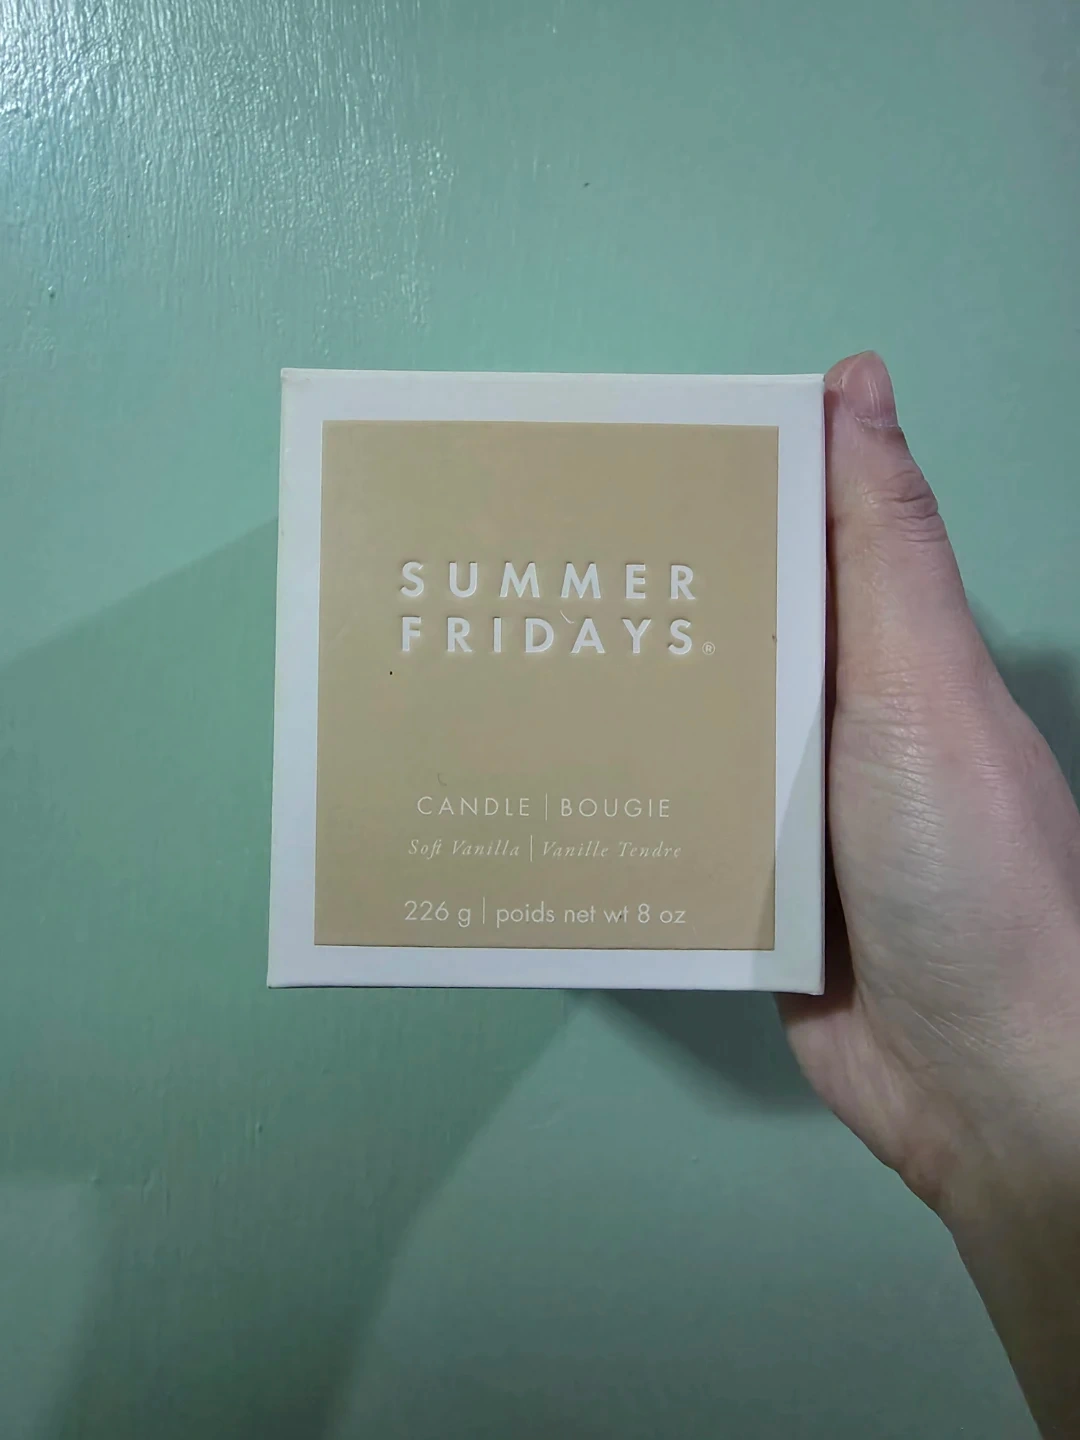 SUMMER
FRIDAYS®
CANDLE | BOUGIE
Soft Vanilla | Vanille Tendre
226 g | poids net wt 8 oz